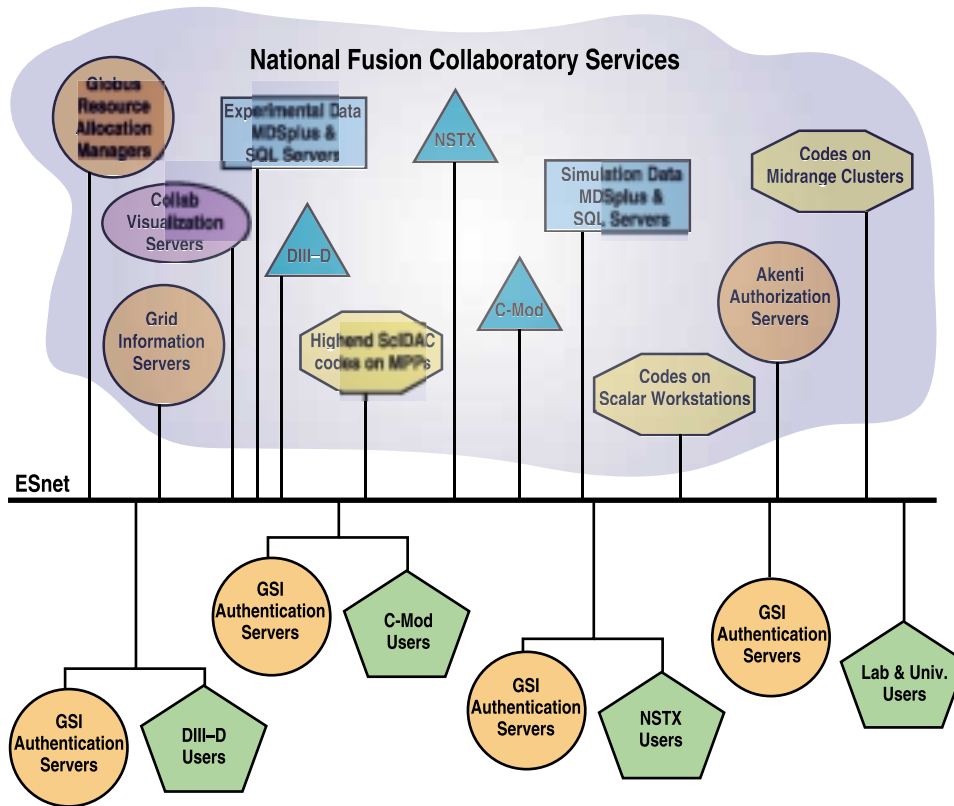 National Fusion Collaboratory Services
Globus
Resource
Allocation
Managers
Experimental Data
MDSplus &
SQL Servers
NSTX
Simulation Data
MDSplus &
SQL Servers
Codes on
Midrange Clusters
Collab
Visualization
Servers
DIII–D
C-Mod
Akenti
Authorization
Servers
Grid
Information
Servers
Highend ScIDAC
codes on MPPs
Codes on
Scalar Workstations
ESnet
GSI
Authentication
Servers
C-Mod
Users
GSI
Authentication
Servers
Lab & Univ.
Users
GSI
Authentication
Servers
DIII–D
Users
GSI
Authentication
Servers
NSTX
Users